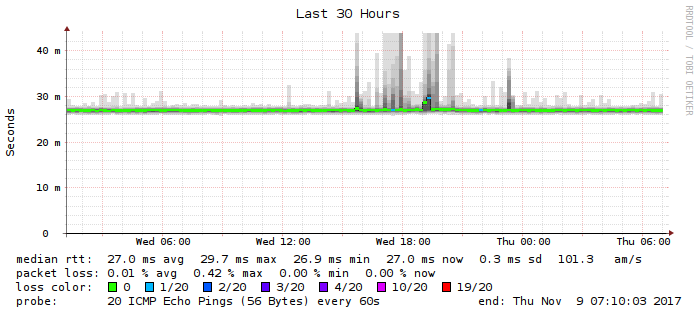 Last 30 Hours
RRDTOOL / TOBI OETIKER
Seconds
40 m
30 m
20 m
10 m
0
Wed 06:00 Wed 12:00 Wed 18:00 Thu 00:00 Thu 06:00
median rtt: 27.0 ms avg 29.7 ms max 26.9 ms min 27.0 ms now 0.3 ms sd 101.3 am/s
packet loss: 0.01 % avg 0.42 % max 0.00 % min 0.00 % now
loss color: 0 1/20 2/20 3/20 4/20 10/20 19/20
probe: 20 ICMP Echo Pings (56 Bytes) every 60s end: Thu Nov 9 07:10:03 2017